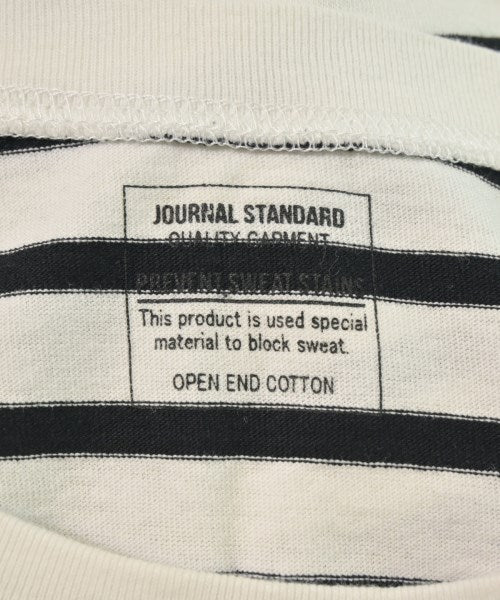 JOURNAL STANDARD
QUALITY GARMENT
PREVENT SWEAT STAINS
This product is used special
material to block sweat.
OPEN END COTTON